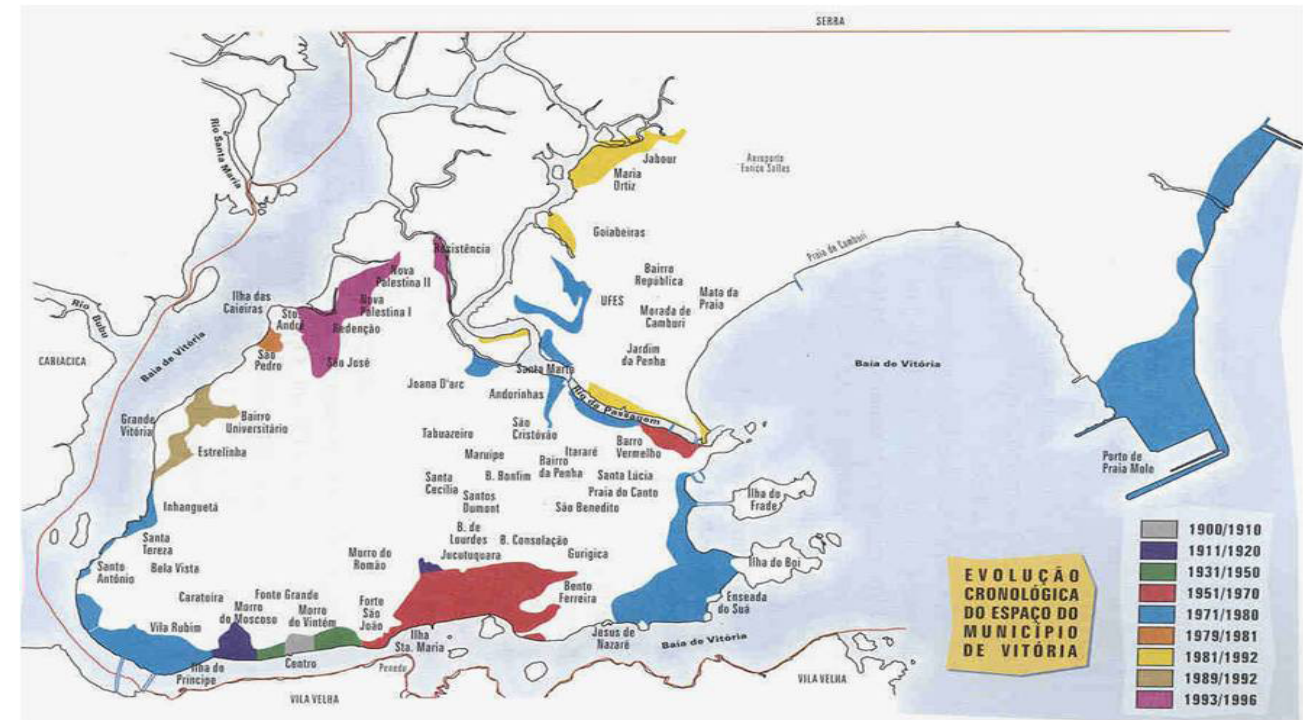 SERRA
Rio Santa Maria
Jabour
Maria
Ortiz
Aeroporto
Eurico Salles
Goiabeiras
Resistência
Nova
Palestina II
Praia de Camburi
Bairro
República
Mata da
Praia
UFES
Morada de
Camburi
Ilha das
Caieiras
Sto.
André
Nova
Palestina I
Redenção
Rio Bubu
CARIACICA
Baia de Vitória
São
Pedro
São José
Jardim
da Penha
Baia de Vitória
Joana D'arc
Santa Marta
Andorinhas
Rio da Passagem
Grande
Vitória
Bairro
Universitário
Estrelinha
Tabuazeiro
São
Cristóvão
Maruipe
Itararé
Barro
Vermelho
Bairro
da Penha
Porto de
Praia Mole
Santa
Cecília
B. Bonfim
Santa Lúcia
Santos
Dumont
Praia do Canto
São Benedito
Ilha do
Frade
Inhanguetá
Santa
Tereza
B. de
Lourdes
B. Consolação
Morro do
Romão
Jucutuquara
Gurigica
Ilha do Boi
Santo
Antônio
Bela Vista
Bento
Ferreira
Enseada
do Suá
Caratoira
Fonte Grande
Morro
do Moscoso
Morro
do Vintém
Forte
São
João
Vila Rubim
Ilha
Sta. Maria
Jesus de
Nazaré
Baia de Vitória
Ilha do
Príncipe
Centro
Penedo
VILA VELHA
VILA VELHA
EVOLUÇÃO
CRONOLÓGICA
DO ESPAÇO DO
MUNICÍPIO
DE VITÓRIA
1900/1910
1911/1920
1931/1950
1951/1970
1971/1980
1979/1981
1981/1992
1989/1992
1993/1996